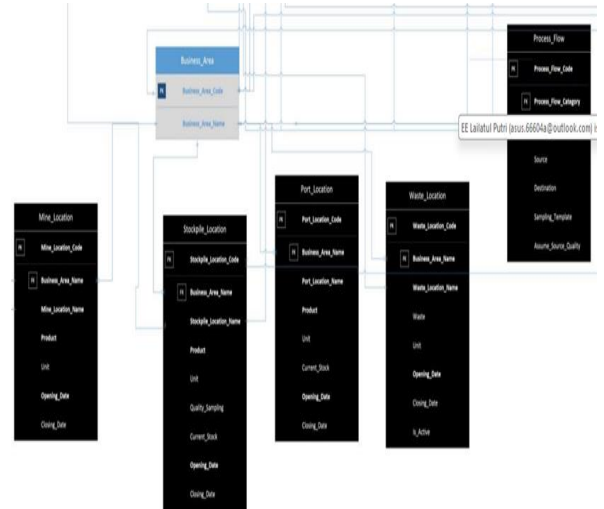 Process_Flow
PK Process_Flow_Code
FK Process_Flow_Category
EE Lailatul Putri (asus.66604a@outlook.com) is
Source
Destination
Sampling_Template
Assume_Source_Quality
Business_Area
PK Business_Area_Code
Business_Area_Name
Mine_Location
PK Mine_Location_Code
FK Business_Area_Name
Mine_Location_Name
Product
Unit
Opening_Date
Closing_Date
Stockpile_Location
PK Stockpile_Location_Code
FK Business_Area_Name
Stockpile_Location_Name
Product
Unit
Quality_Sampling
Current_Stock
Opening_Date
Closing_Date
Port_Location
PK Port_Location_Code
FK Business_Area_Name
Port_Location_Name
Product
Unit
Current_Stock
Opening_Date
Closing_Date
Waste_Location
PK Waste_Location_Code
FK Business_Area_Name
Waste_Location_Name
Waste
Unit
Opening_Date
Closing_Date
Is_Active